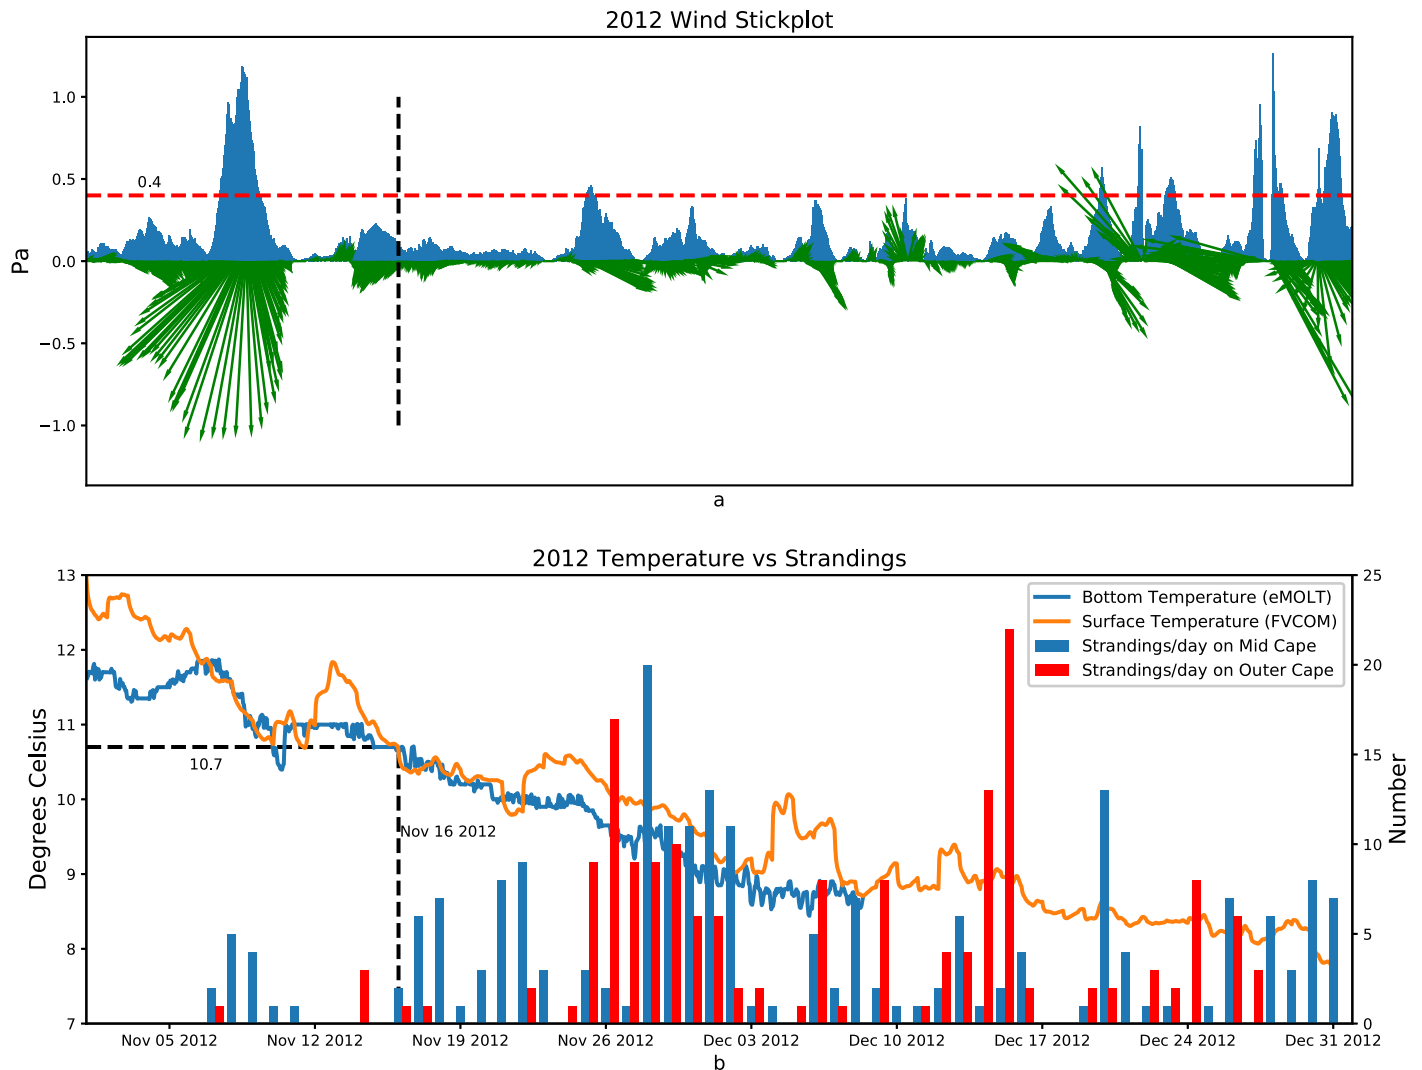 2012 Wind Stickplot
Pa
1.0
0.5
0.0
−0.5
−1.0
0.4
a
2012 Temperature vs Strandings
Degrees Celsius
13
12
11
10
9
8
7
10.7
Nov 16 2012
Bottom Temperature (eMOLT)
Surface Temperature (FVCOM)
Strandings/day on Mid Cape
Strandings/day on Outer Cape
25
20
15
10
5
0
Number
Nov 05 2012 Nov 12 2012 Nov 19 2012 Nov 26 2012 Dec 03 2012 Dec 10 2012 Dec 17 2012 Dec 24 2012 Dec 31 2012
b